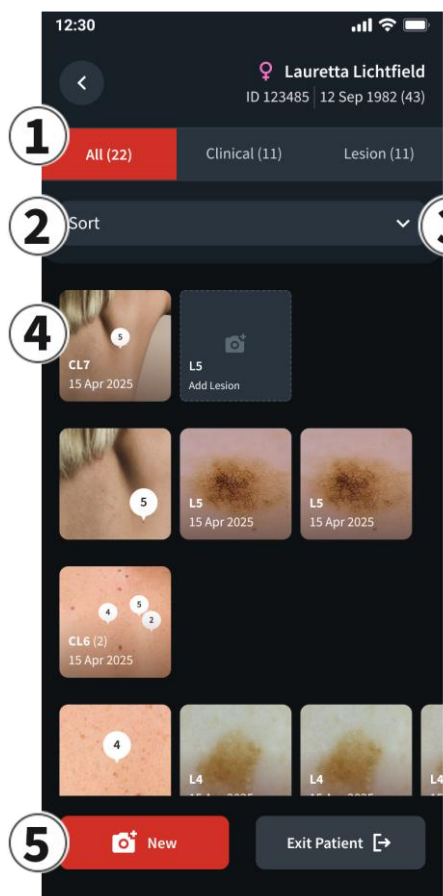 12:30
Lauretta Lichtfield
ID 123485 | 12 Sep 1982 (43)
1
All (22) Clinical (11) Lesion (11)
2 Sort
4
5
CL7
15 Apr 2025
L5
Add Lesion
5
L5
15 Apr 2025
L5
15 Apr 2025
4 5 2
CL6 (2)
15 Apr 2025
4
L4
L4
L4
5 New Exit Patient